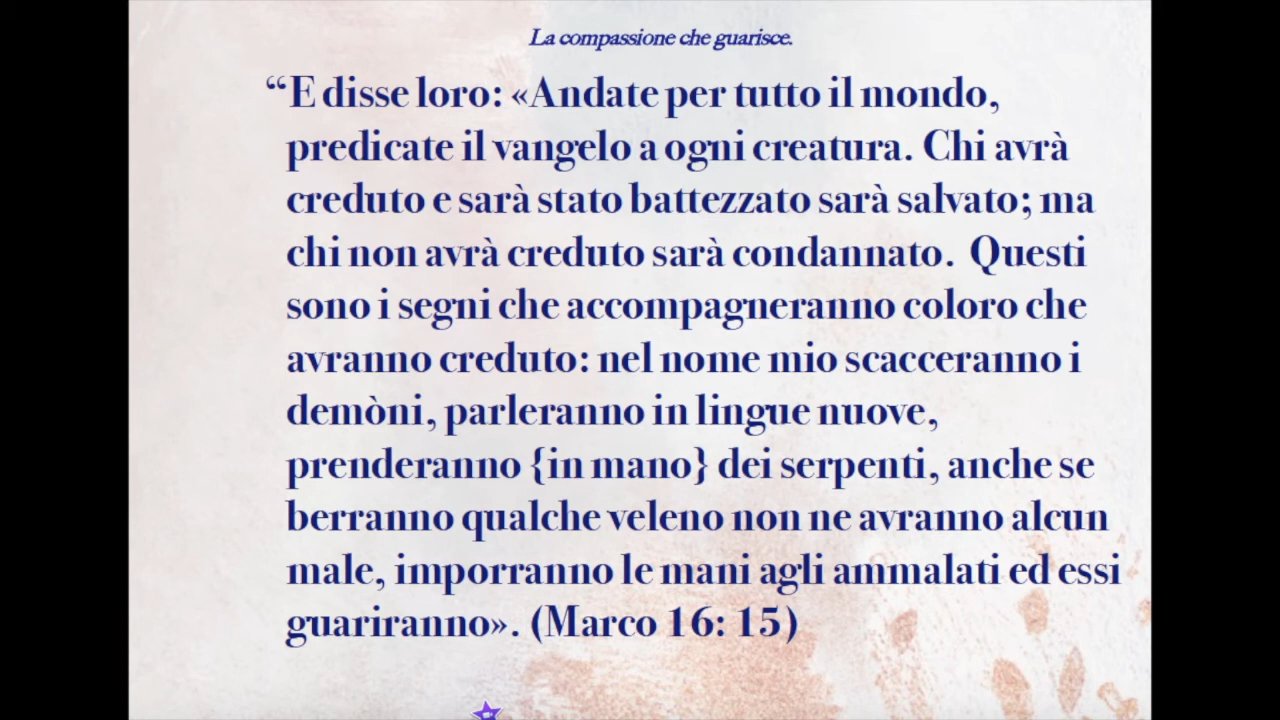 La compassione che guarisce.
“E disse loro: «Andate per tutto il mondo,
predicate il vangelo a ogni creatura. Chi avrà
creduto e sarà stato battezzato sarà salvato; ma
chi non avrà creduto sarà condannato.  Questi
sono i segni che accompagneranno coloro che
avranno creduto: nel nome mio scacceranno i
demòni, parleranno in lingue nuove,
prenderanno {in mano} dei serpenti, anche se
berranno qualche veleno non ne avranno alcun
male, imporranno le mani agli ammalati ed essi
guariranno». (Marco 16: 15)